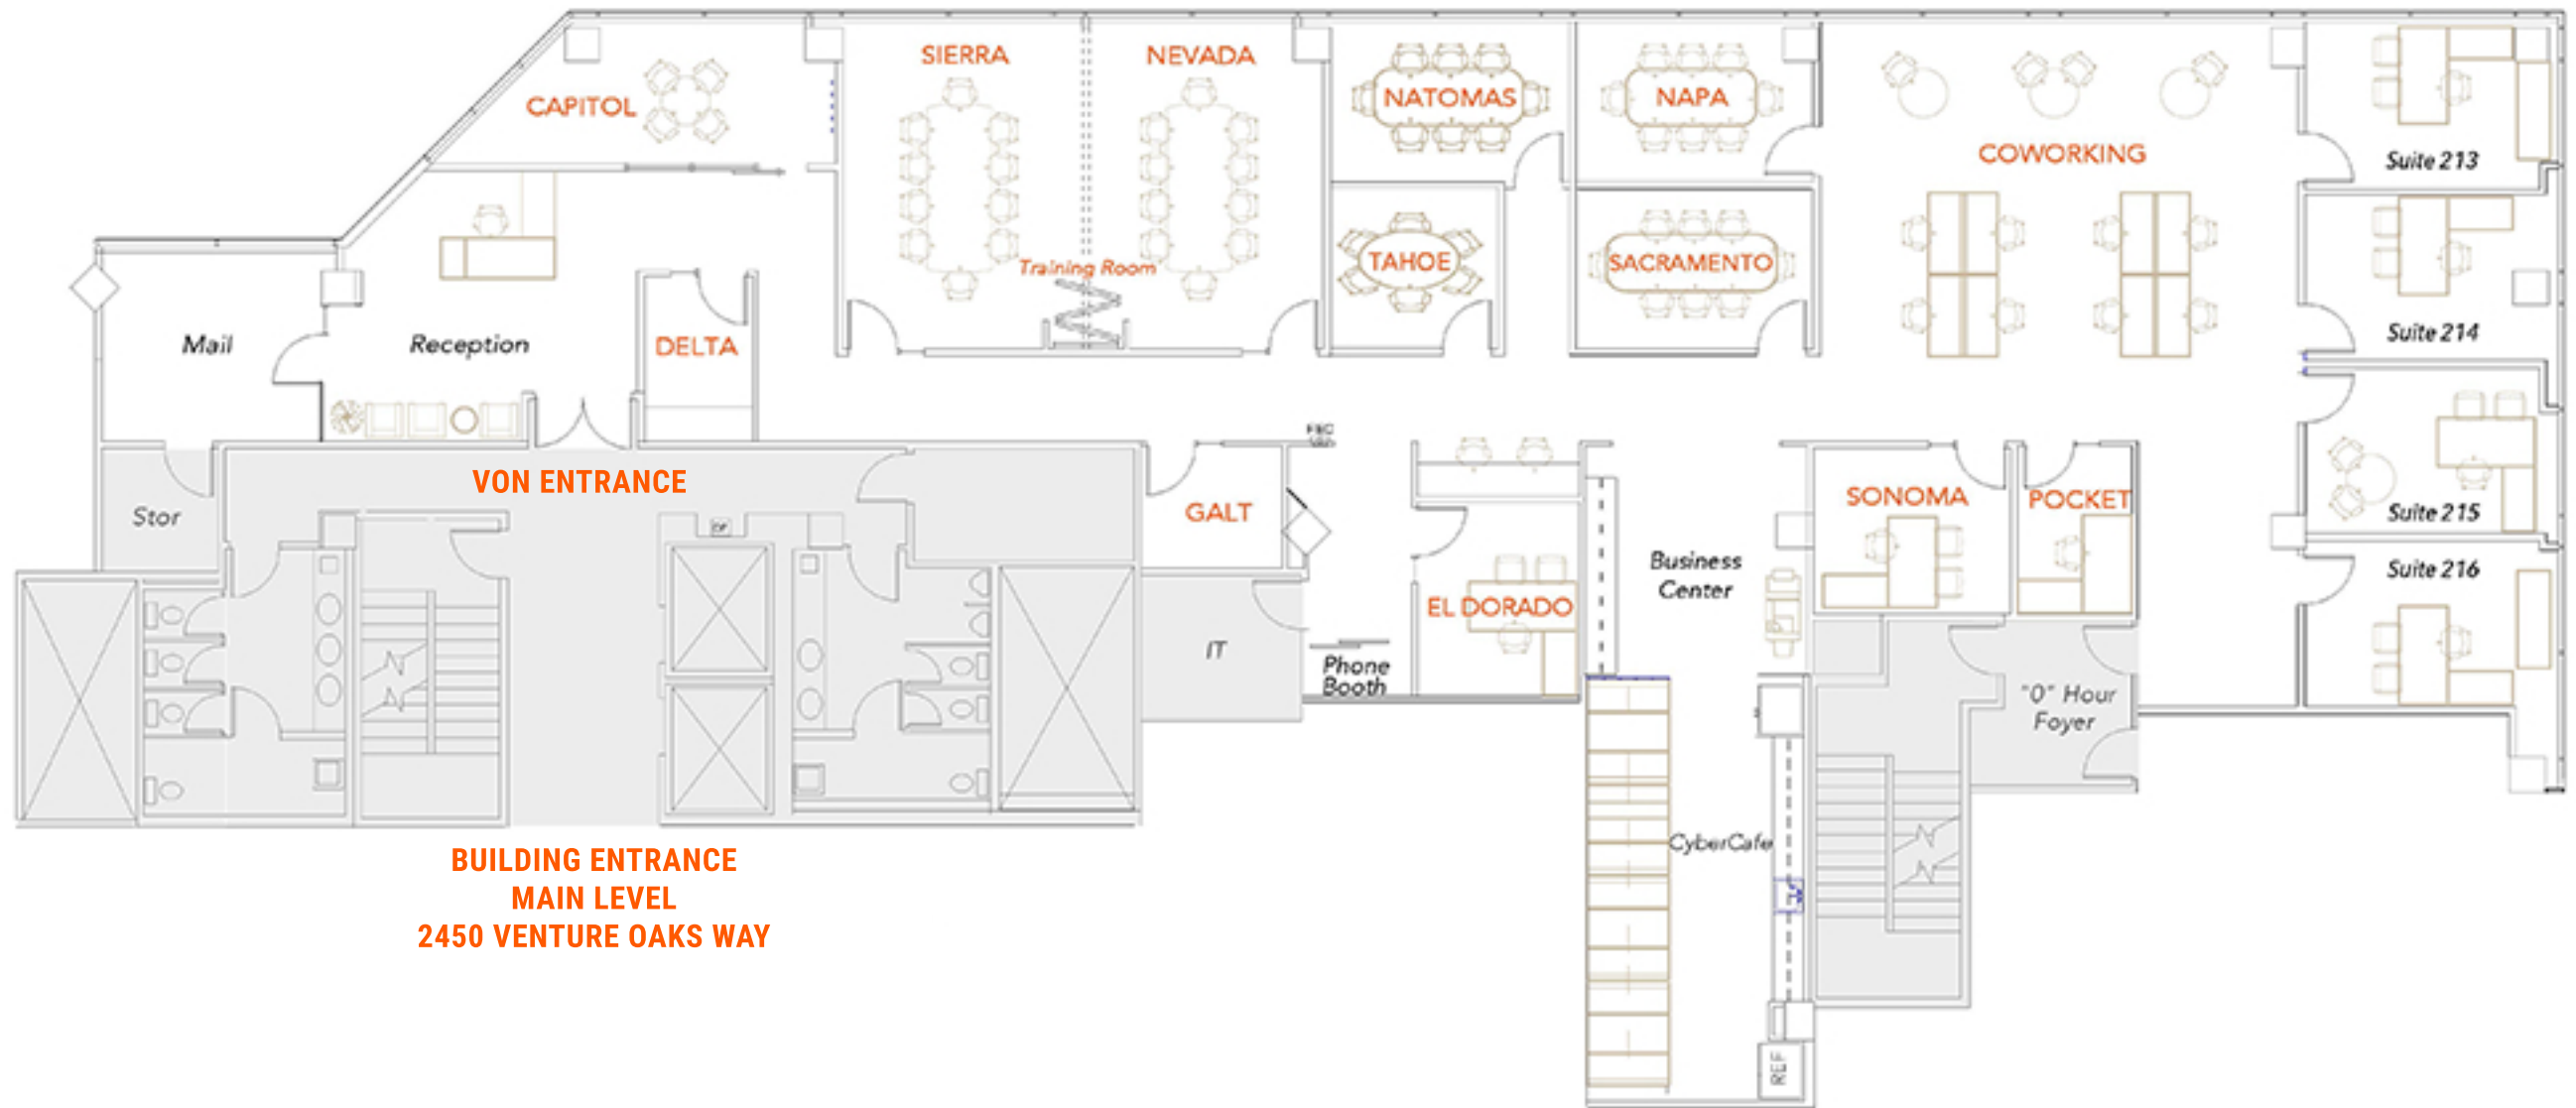 SIERRA
NEVADA
CAPITOL
NATOMAS
NAPA
COWORKING
Suite 213
TAHOE
SACRAMENTO
Training Room
Suite 214
Mail
Reception
DELTA
FEC
VON ENTRANCE
Stor
DF
GALT
SONOMA
POCKET
Suite 215
Business
Center
Suite 216
EL DORADO
IT
Phone
Booth
"0" Hour
Foyer
CyberCafe
BUILDING ENTRANCE
MAIN LEVEL
2450 VENTURE OAKS WAY
REF